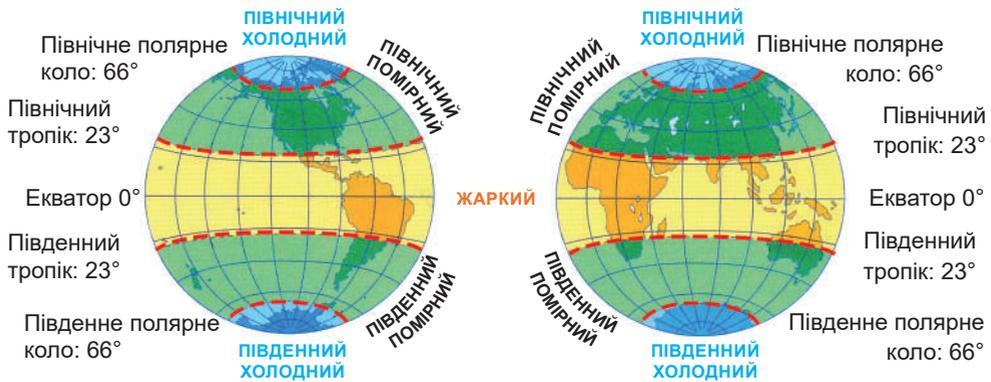 ПІВНІЧНИЙ
ХОЛОДНИЙ
Північне полярне
коло: 66°
ПІВНІЧНИЙ
ПОМІРНИЙ
Північний
тропік: 23°
Екватор 0°
Південний
тропік: 23°
ПІВДЕННИЙ
ПОМІРНИЙ
Південне полярне
коло: 66°
ПІВДЕННИЙ
ХОЛОДНИЙ
ЖАРКИЙ
ПІВНІЧНИЙ
ХОЛОДНИЙ
Північне полярне
коло: 66°
ПІВНІЧНИЙ
ПОМІРНИЙ
Північний
тропік: 23°
Екватор 0°
Південний
тропік: 23°
ПІВДЕННИЙ
ПОМІРНИЙ
Південне полярне
коло: 66°
ПІВДЕННИЙ
ХОЛОДНИЙ